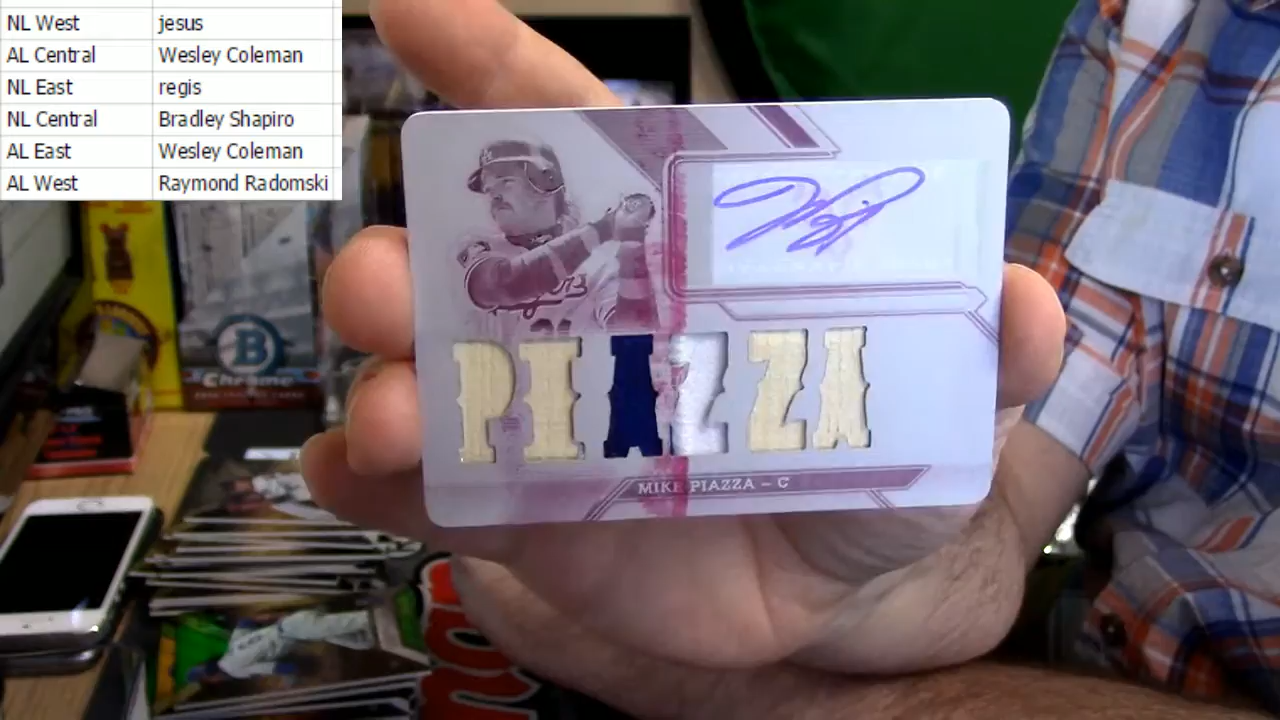 NL West jesus
AL Central Wesley Coleman
NL East regis
NL Central Bradley Shapiro
AL East Wesley Coleman
AL West Raymond Radomski
PIAZZA
MIKE PIAZZA – C
B
Chrome